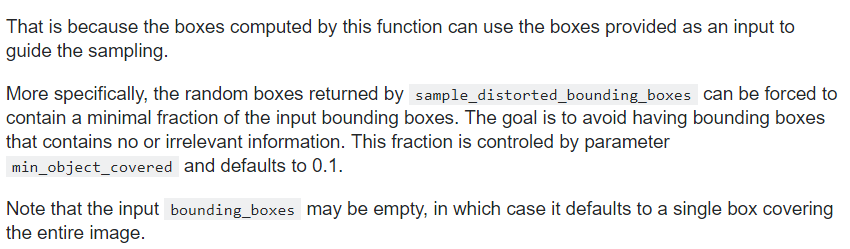 That is because the boxes computed by this function can use the boxes provided as an input to
guide the sampling.
More specifically, the random boxes returned by sample_distorted_bounding_boxes can be forced to
contain a minimal fraction of the input bounding boxes. The goal is to avoid having bounding boxes
that contains no or irrelevant information. This fraction is controled by parameter
min_object_covered and defaults to 0.1.
Note that the input bounding_boxes may be empty, in which case it defaults to a single box covering
the entire image.